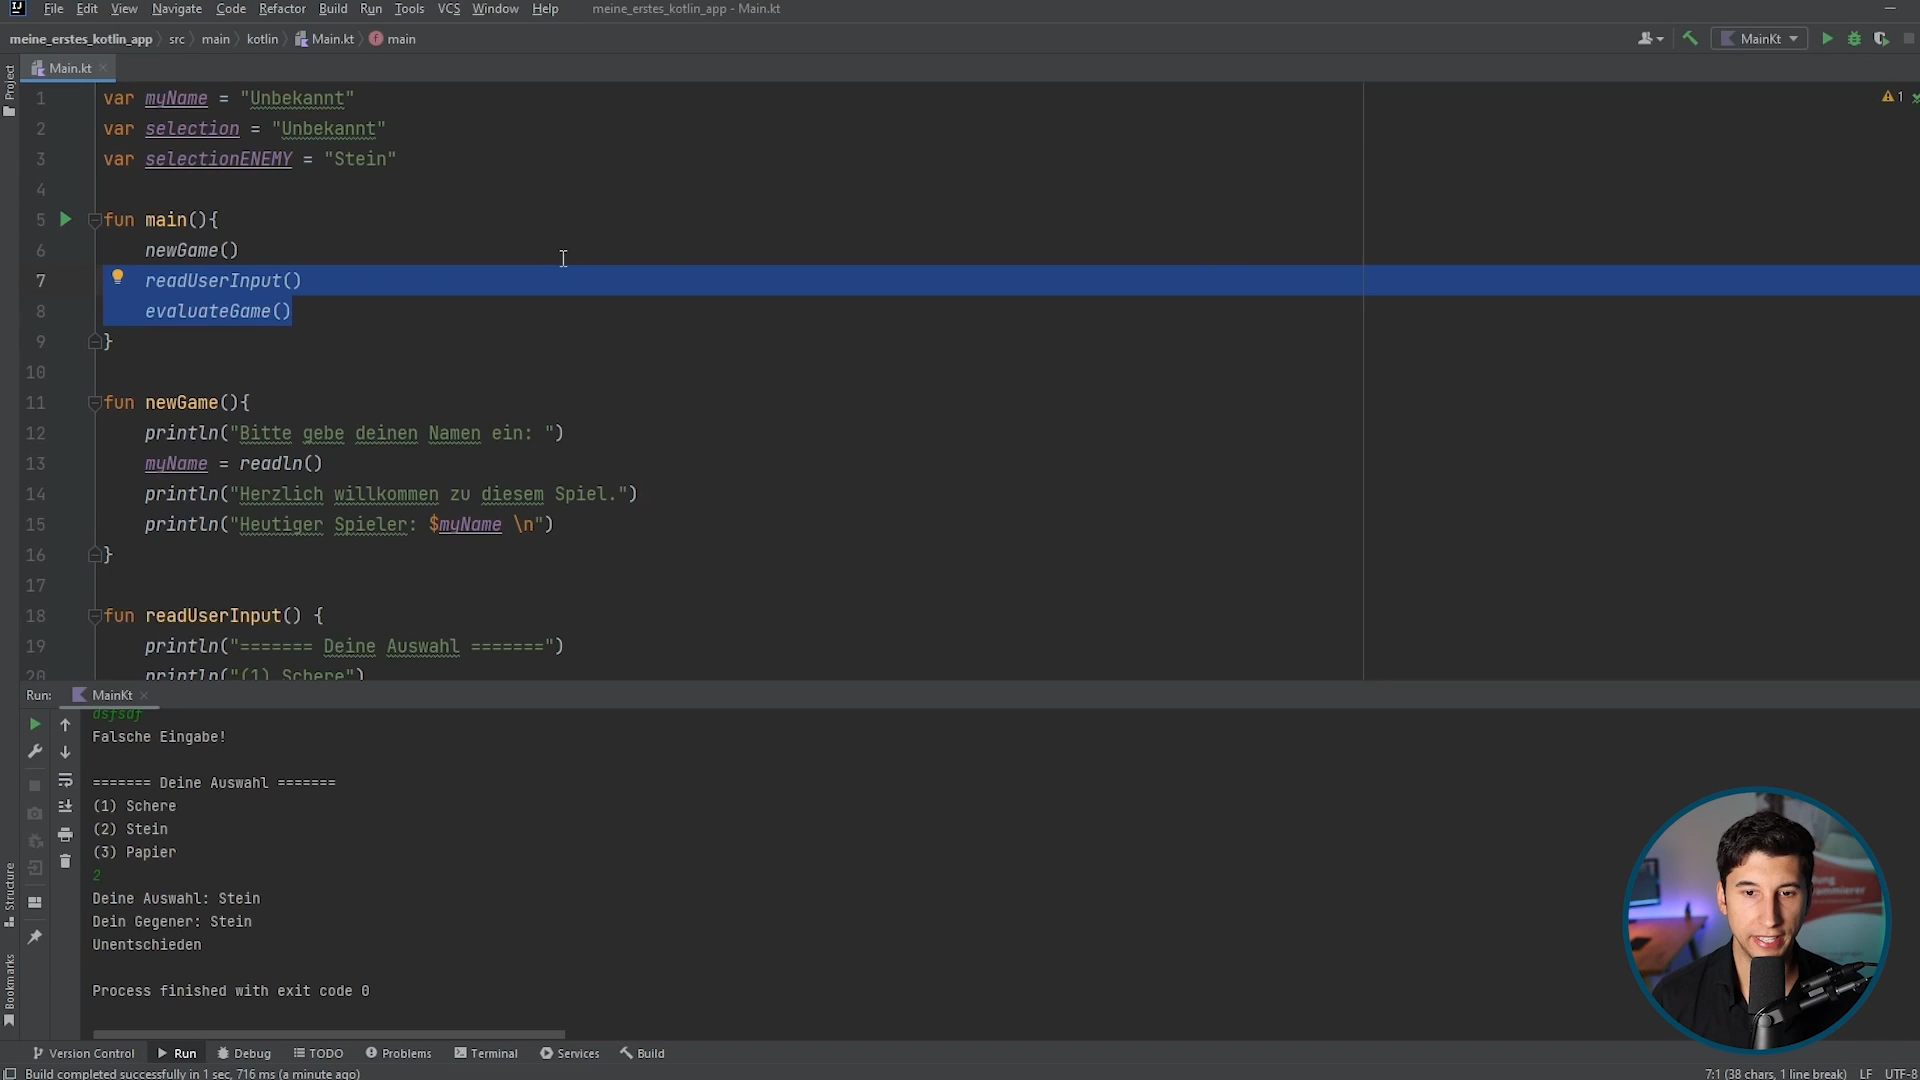 File Edit View Navigate Code Refactor Build Run Tools VCS Window Help meine_erstes_kotlin_app - Main.kt
meine_erstes_kotlin_app src main kotlin Main.kt main MainKt
Project
Main.kt
1 var myName = "Unbekannt"
2 var selection = "Unbekannt"
3 var selectionENEMY = "Stein"
4
5 fun main(){
6 newGame()
7 readUserInput()
8 evaluateGame()
9 }
10
11 fun newGame(){
12 println("Bitte gebe deinen Namen ein: ")
13 myName = readln()
14 println("Herzlich willkommen zu diesem Spiel.")
15 println("Heutiger Spieler: $myName \n")
16 }
17
18 fun readUserInput() {
19 println("======= Deine Auswahl =======")
20 println("(1) Schere")
1
Run: MainKt
dsfsdf
Falsche Eingabe!
======= Deine Auswahl =======
(1) Schere
(2) Stein
(3) Papier
2
Deine Auswahl: Stein
Dein Gegener: Stein
Unentschieden
Process finished with exit code 0
Structure
Bookmarks
Version Control Run Debug TODO Problems Terminal Services Build
Build completed successfully in 1 sec, 716 ms (a minute ago) 7:1 (38 chars, 1 line break) LF UTF-8